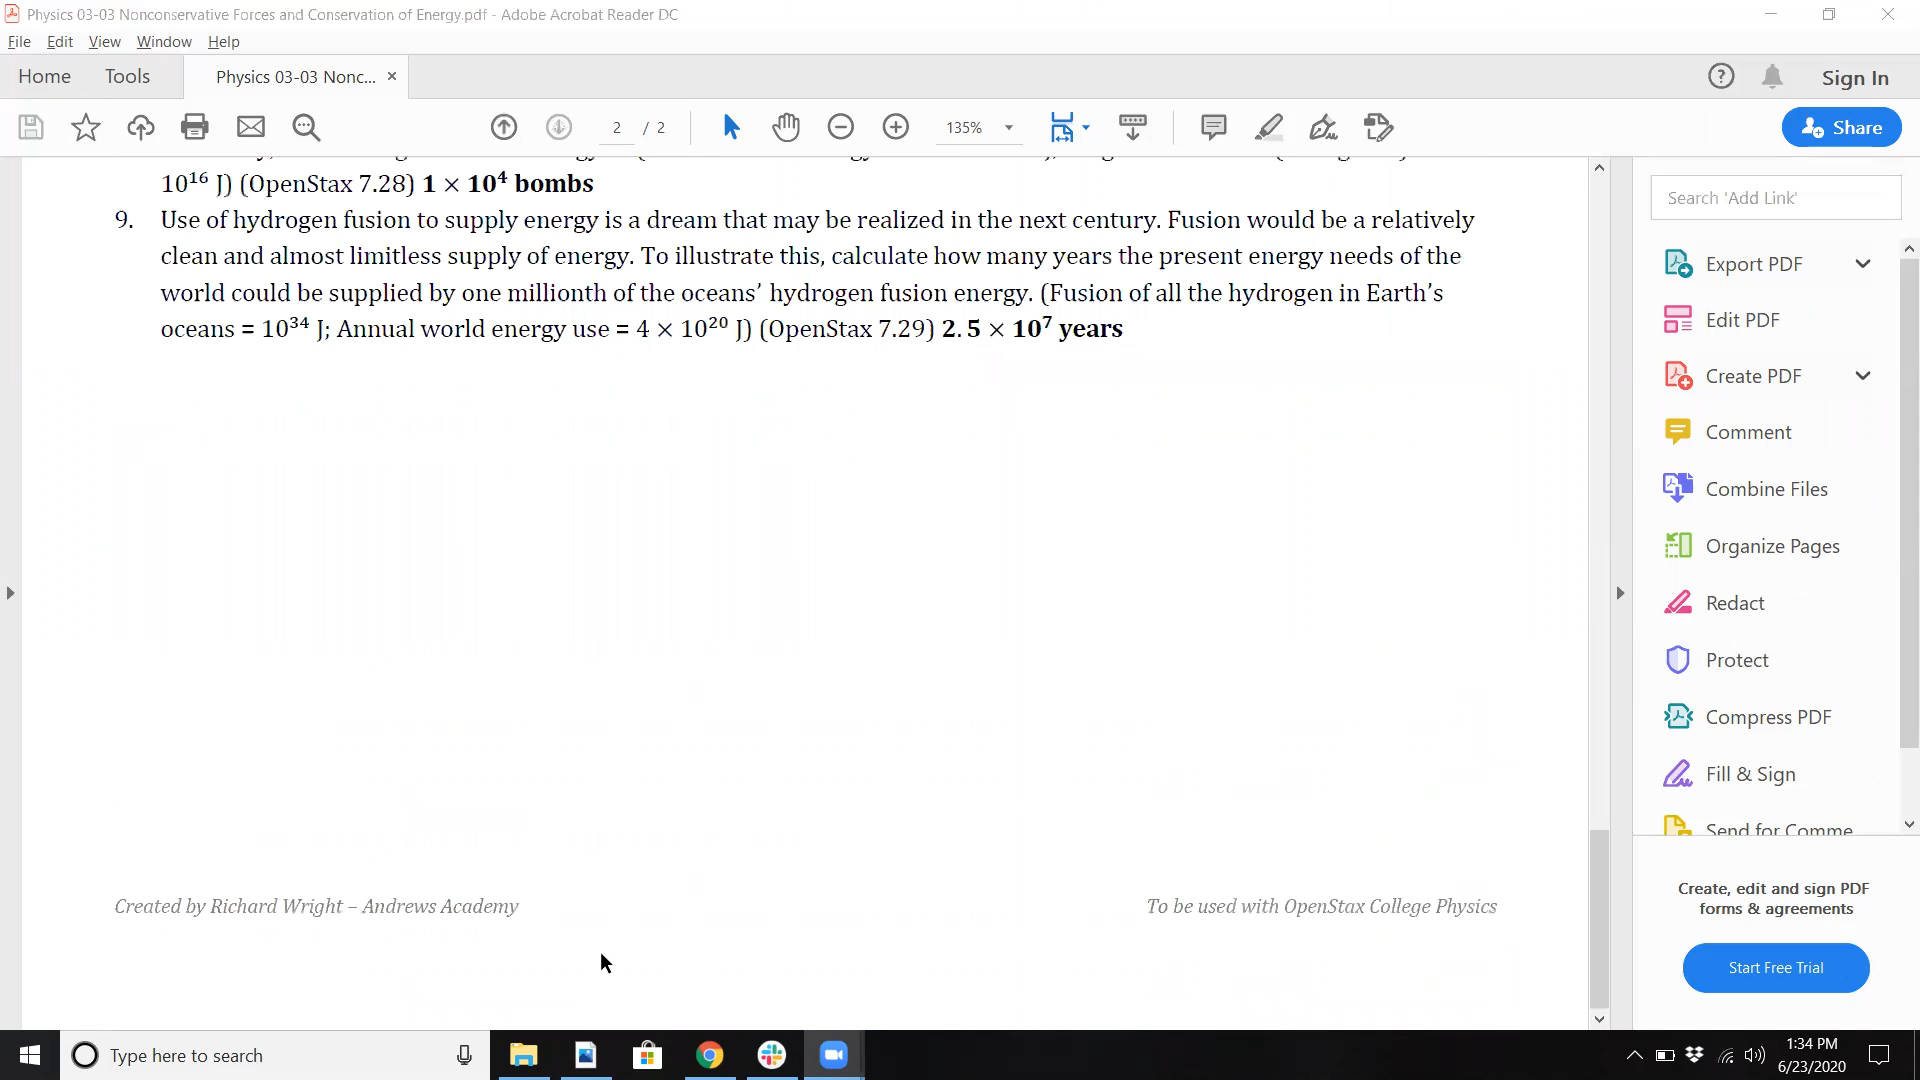 Physics 03-03 Nonconservative Forces and Conservation of Energy.pdf - Adobe Acrobat Reader DC
File Edit View Window Help
Home Tools Physics 03-03 Nonc... × Sign In
2 / 2 135% Share
10¹⁶ J) (OpenStax 7.28) 1 × 10⁴ bombs
9. Use of hydrogen fusion to supply energy is a dream that may be realized in the next century. Fusion would be a relatively
clean and almost limitless supply of energy. To illustrate this, calculate how many years the present energy needs of the
world could be supplied by one millionth of the oceans’ hydrogen fusion energy. (Fusion of all the hydrogen in Earth’s
oceans = 10³⁴ J; Annual world energy use = 4 × 10²⁰ J) (OpenStax 7.29) 2.5 × 10⁷ years
Created by Richard Wright – Andrews Academy
To be used with OpenStax College Physics
Search 'Add Link'
Export PDF
Edit PDF
Create PDF
Comment
Combine Files
Organize Pages
Redact
Protect
Compress PDF
Fill & Sign
Send for Comme
Create, edit and sign PDF
forms & agreements
Start Free Trial
Type here to search
1:34 PM
6/23/2020